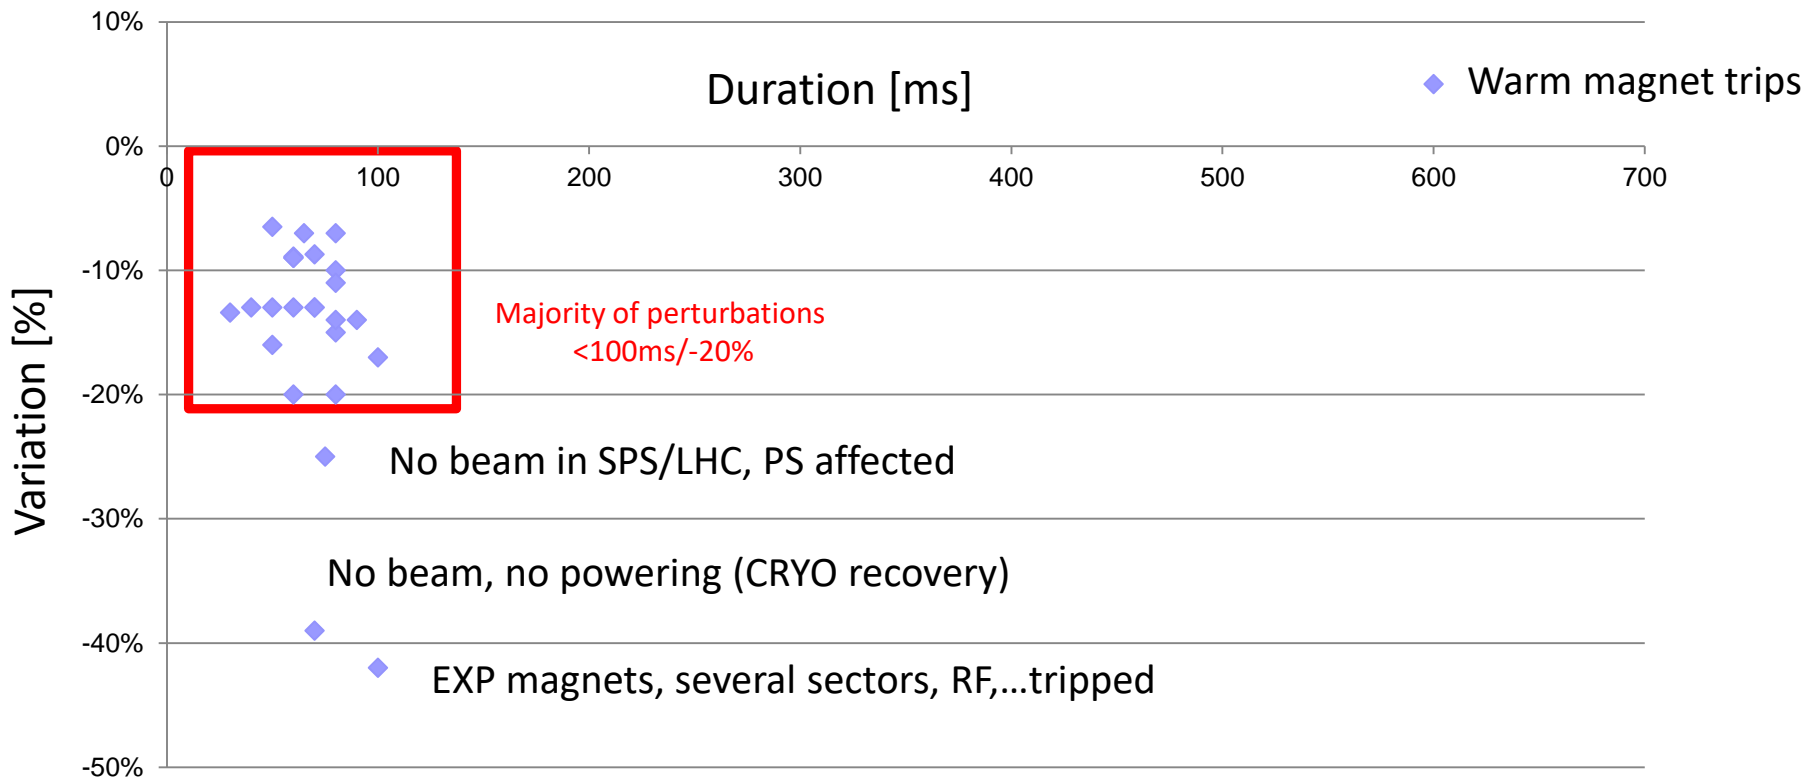 10%
Duration [ms]
Warm magnet trips
0%
0 100 200 300 400 500 600 700
-10%
Majority of perturbations
<100ms/-20%
Variation [%]
-20%
No beam in SPS/LHC, PS affected
-30%
No beam, no powering (CRYO recovery)
-40%
EXP magnets, several sectors, RF,...tripped
-50%